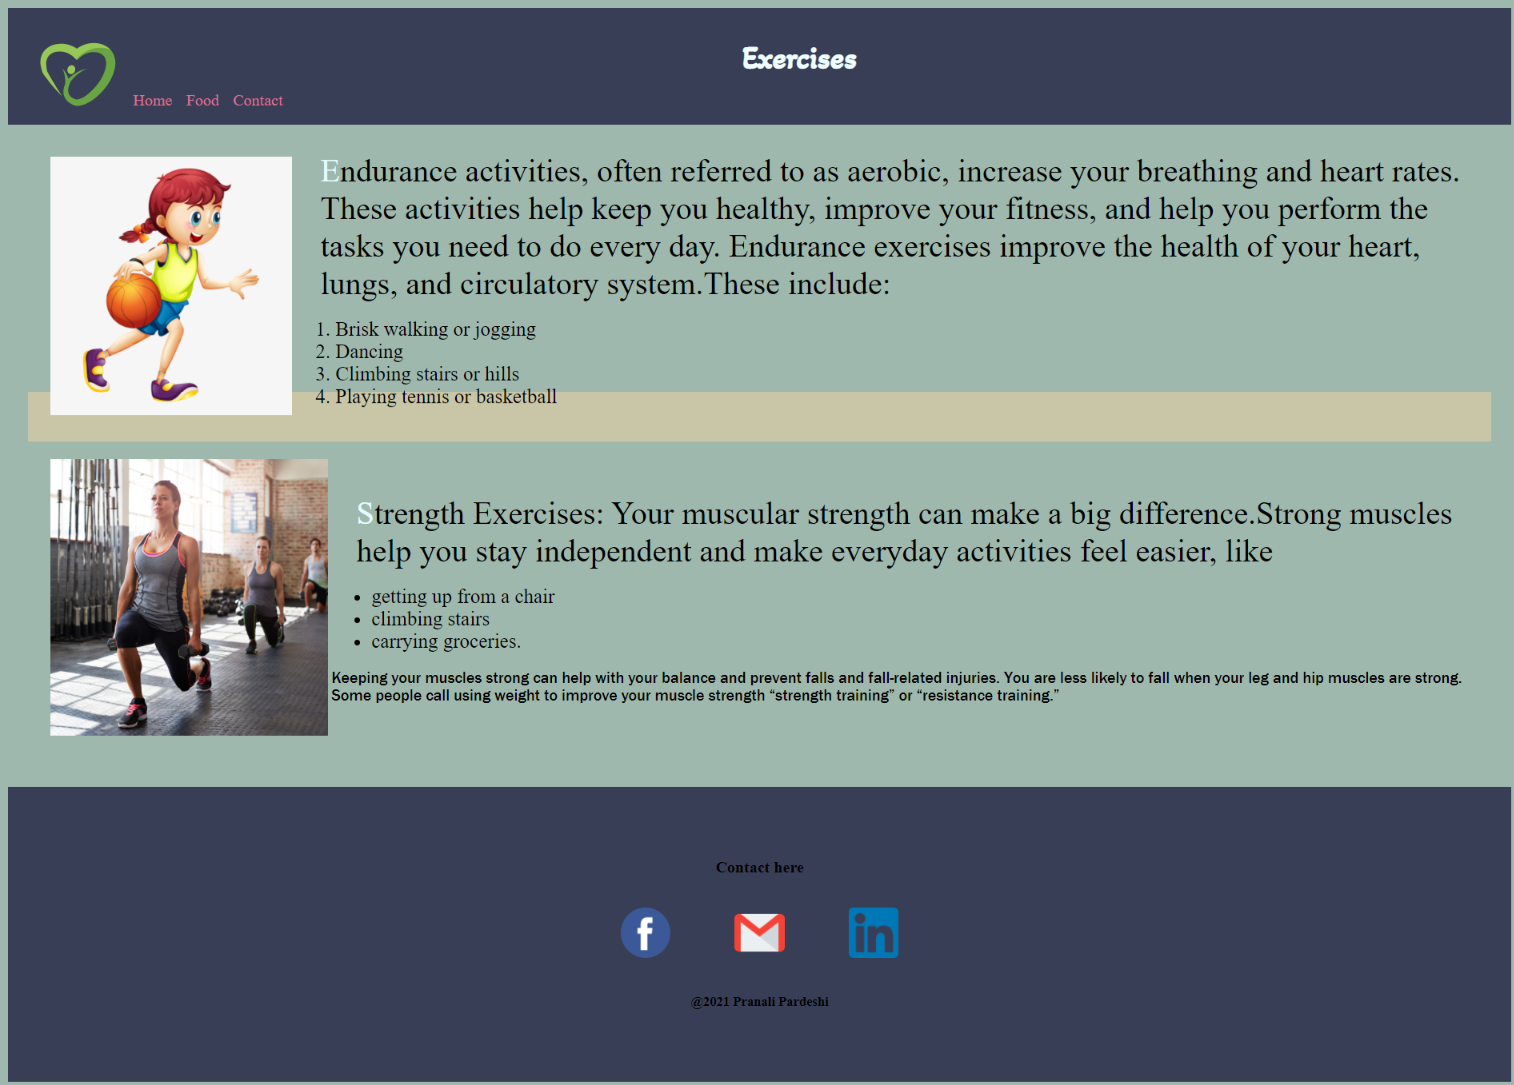 Exercises
Home Food Contact
Endurance activities, often referred to as aerobic, increase your breathing and heart rates.
These activities help keep you healthy, improve your fitness, and help you perform the
tasks you need to do every day. Endurance exercises improve the health of your heart,
lungs, and circulatory system.These include:
1. Brisk walking or jogging
2. Dancing
3. Climbing stairs or hills
4. Playing tennis or basketball
Strength Exercises: Your muscular strength can make a big difference.Strong muscles
help you stay independent and make everyday activities feel easier, like
• getting up from a chair
• climbing stairs
• carrying groceries.
Keeping your muscles strong can help with your balance and prevent falls and fall-related injuries. You are less likely to fall when your leg and hip muscles are strong.
Some people call using weight to improve your muscle strength “strength training” or “resistance training.”
Contact here
f
in
@2021 Pranali Pardeshi